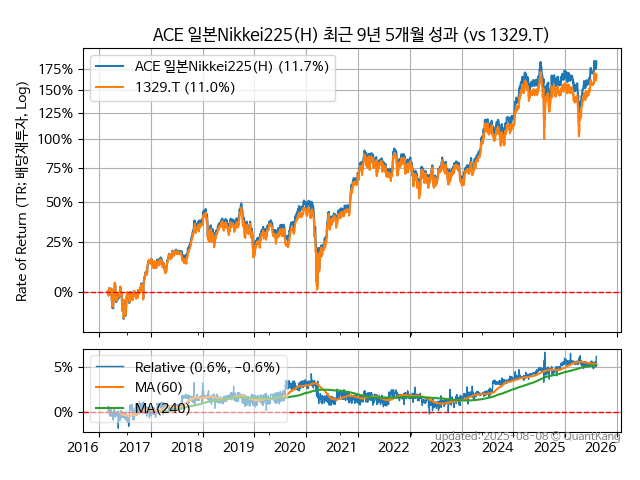 ACE 일본Nikkei225(H) 최근 9년 5개월 성과 (vs 1329.T)
Rate of Return (TR: 배당재투자, Log)
175%
150%
125%
100%
75%
50%
25%
0%
ACE 일본Nikkei225(H) (11.7%)
1329.T (11.0%)
5%
0%
Relative (0.6%, -0.6%)
MA(60)
MA(240)
2016 2017 2018 2019 2020 2021 2022 2023 2024 2025 2026
updated: 2025-08-08 © QuantKang